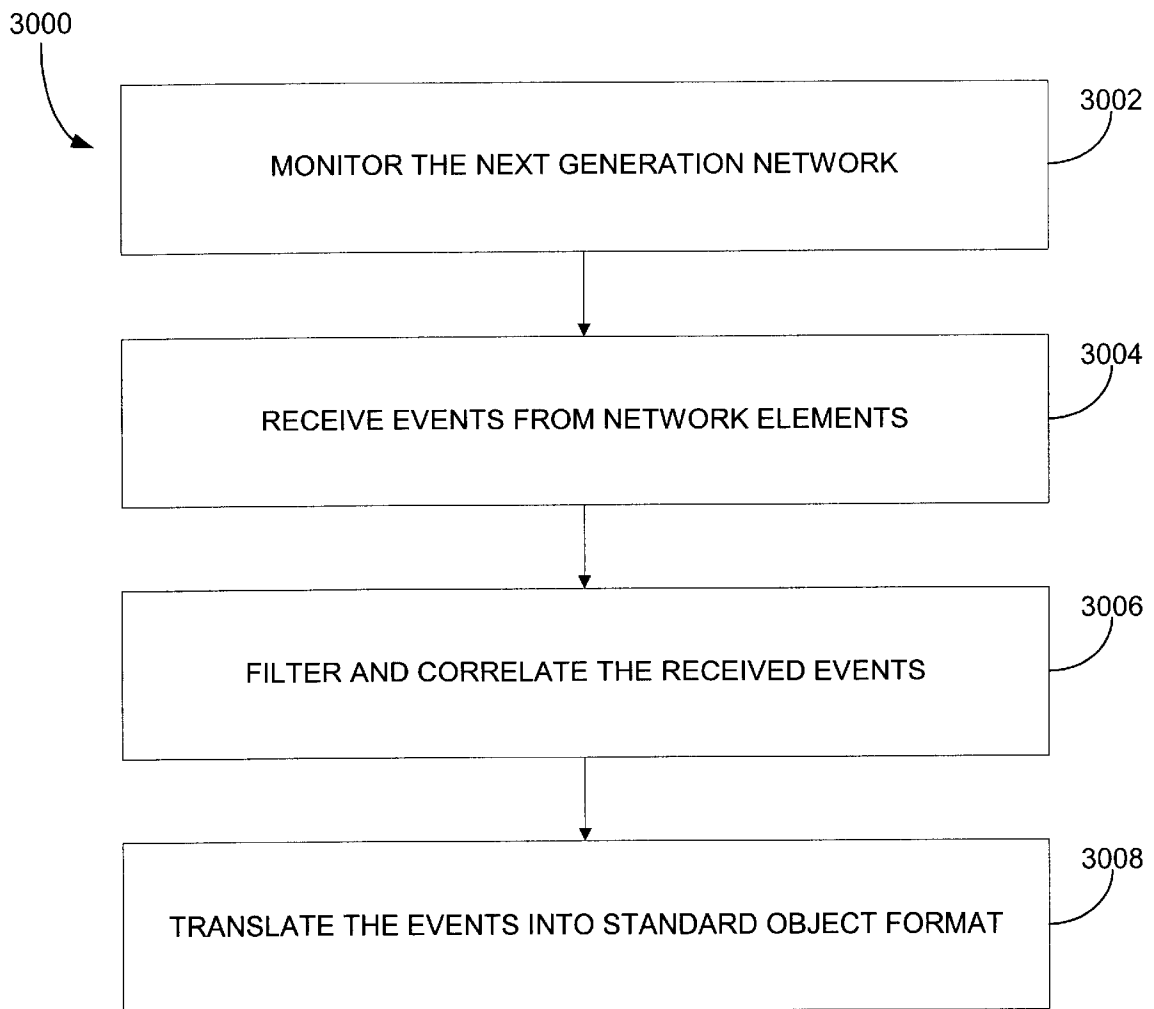 3000
3002
MONITOR THE NEXT GENERATION NETWORK
3004
RECEIVE EVENTS FROM NETWORK ELEMENTS
3006
FILTER AND CORRELATE THE RECEIVED EVENTS
3008
TRANSLATE THE EVENTS INTO STANDARD OBJECT FORMAT